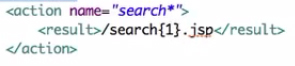 <action name="search*">
<result>/search{1}.jsp</result>
</action>